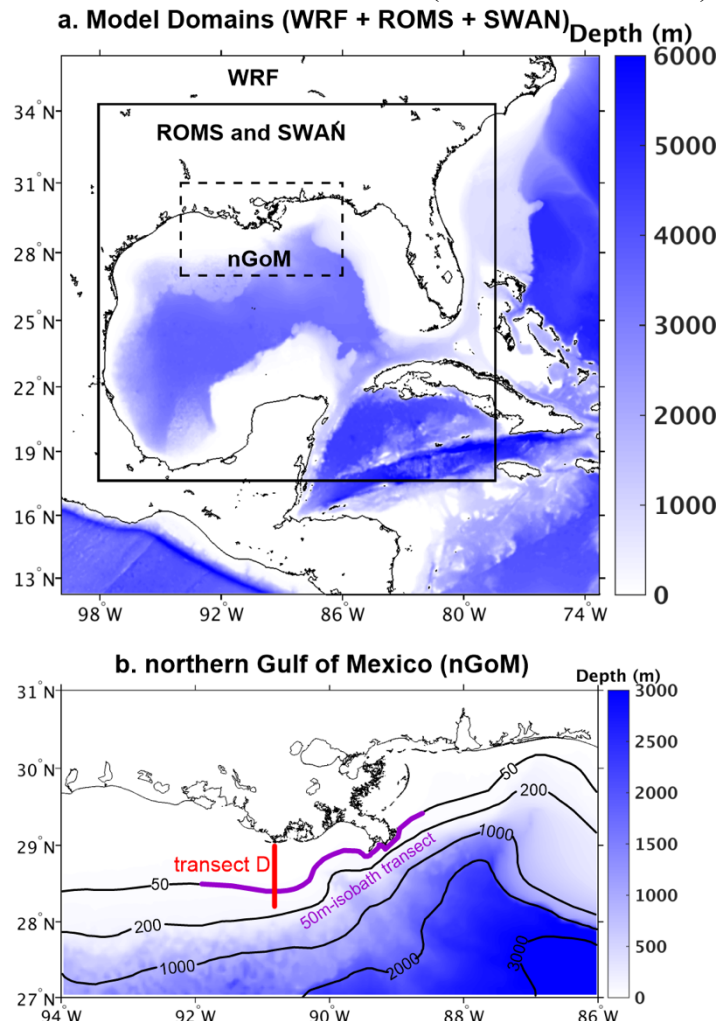 a. Model Domains (WRF + ROMS + SWAN)
Depth (m)
WRF
ROMS and SWAN
nGoM
34°N
31°N
28°N
25°N
22°N
19°N
16°N
13°N
98°W 92°W 86°W 80°W 74°W
6000
5000
4000
3000
2000
1000
0
b. northern Gulf of Mexico (nGoM)
Depth (m)
31°N
30°N
29°N
28°N
27°N
94°W 92°W 90°W 88°W 86°W
transect D
50m-isobath transect
50
200
1000
50
200
1000
2000
3000
3000
2500
2000
1500
1000
500
0